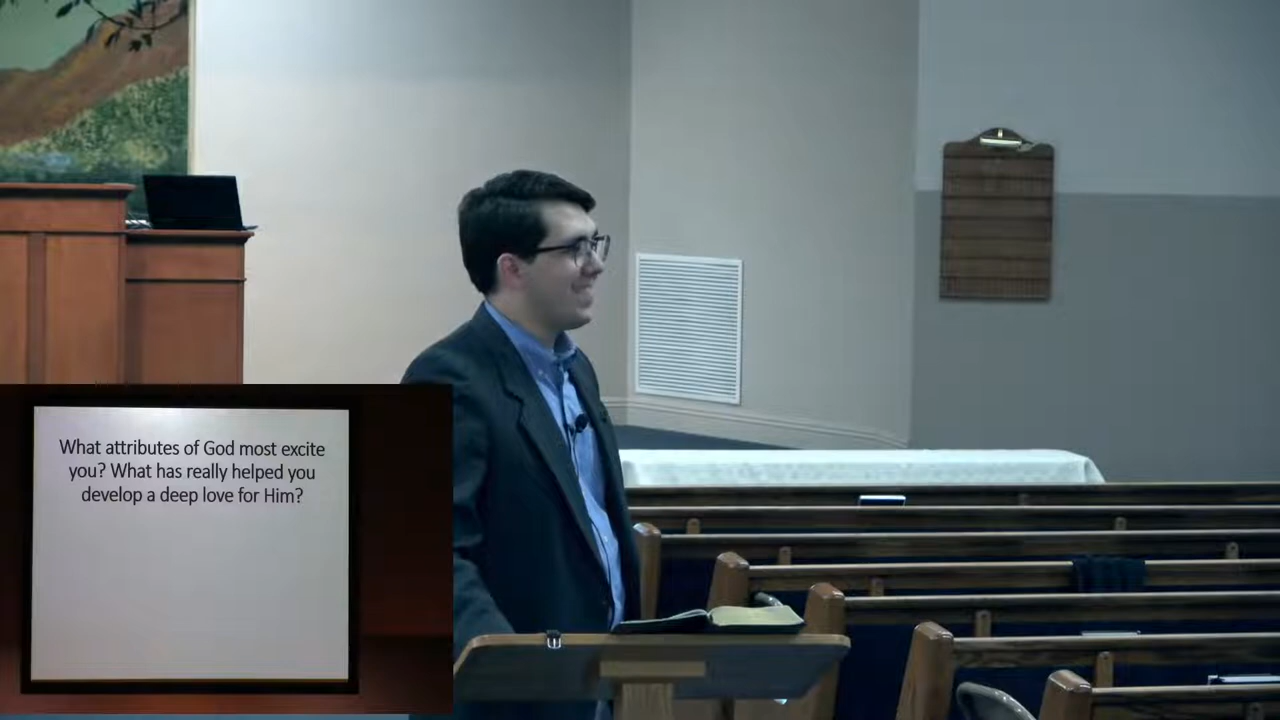 What attributes of God most excite
you? What has really helped you
develop a deep love for Him?